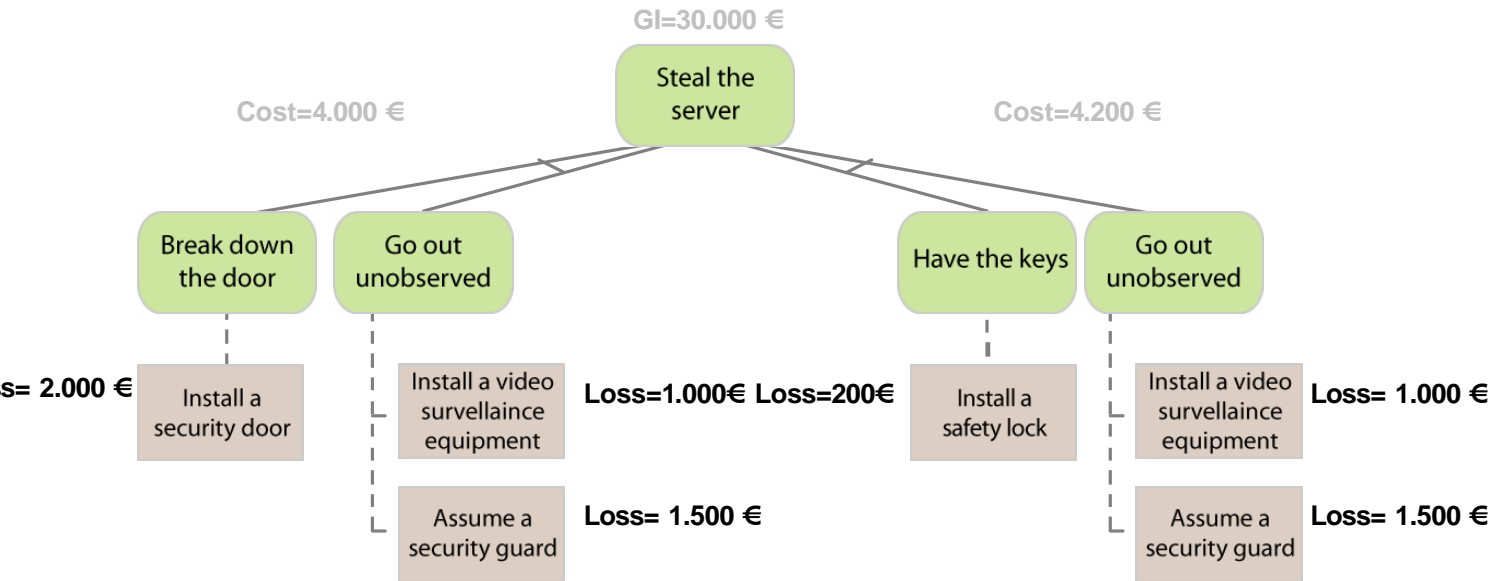 GI=30.000 €
Steal the
server
Cost=4.000 €
Cost=4.200 €
Break down
the door
Go out
unobserved
Have the keys
Go out
unobserved
s= 2.000 €
Install a
security door
Install a video
survellaince
equipment
Loss=1.000€ Loss=200€
Install a
safety lock
Install a video
survellaince
equipment
Loss= 1.000 €
Assume a
security guard
Loss= 1.500 €
Assume a
security guard
Loss= 1.500 €